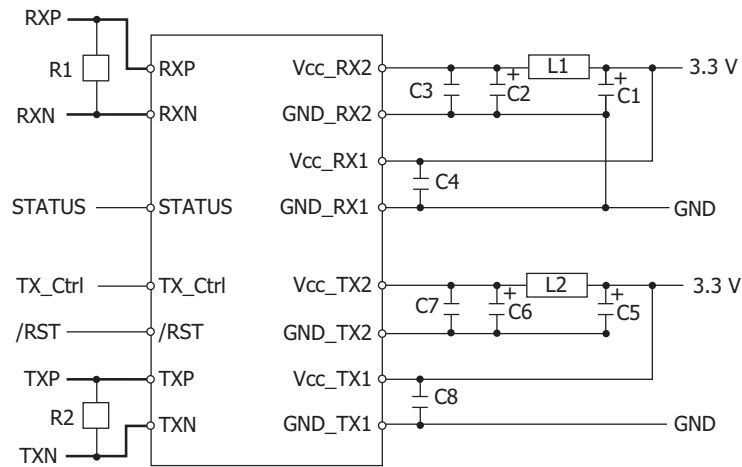 RXP
R1
RXN
STATUS
TX_Ctrl
/RST
TXP
R2
TXN
RXP
RXN
STATUS
TX_Ctrl
/RST
TXP
TXN
Vcc_RX2
GND_RX2
Vcc_RX1
GND_RX1
Vcc_TX2
GND_TX2
Vcc_TX1
GND_TX1
C3
+
C2
L1
+
C1
3.3 V
C4
GND
C7
+
C6
L2
+
C5
3.3 V
C8
GND